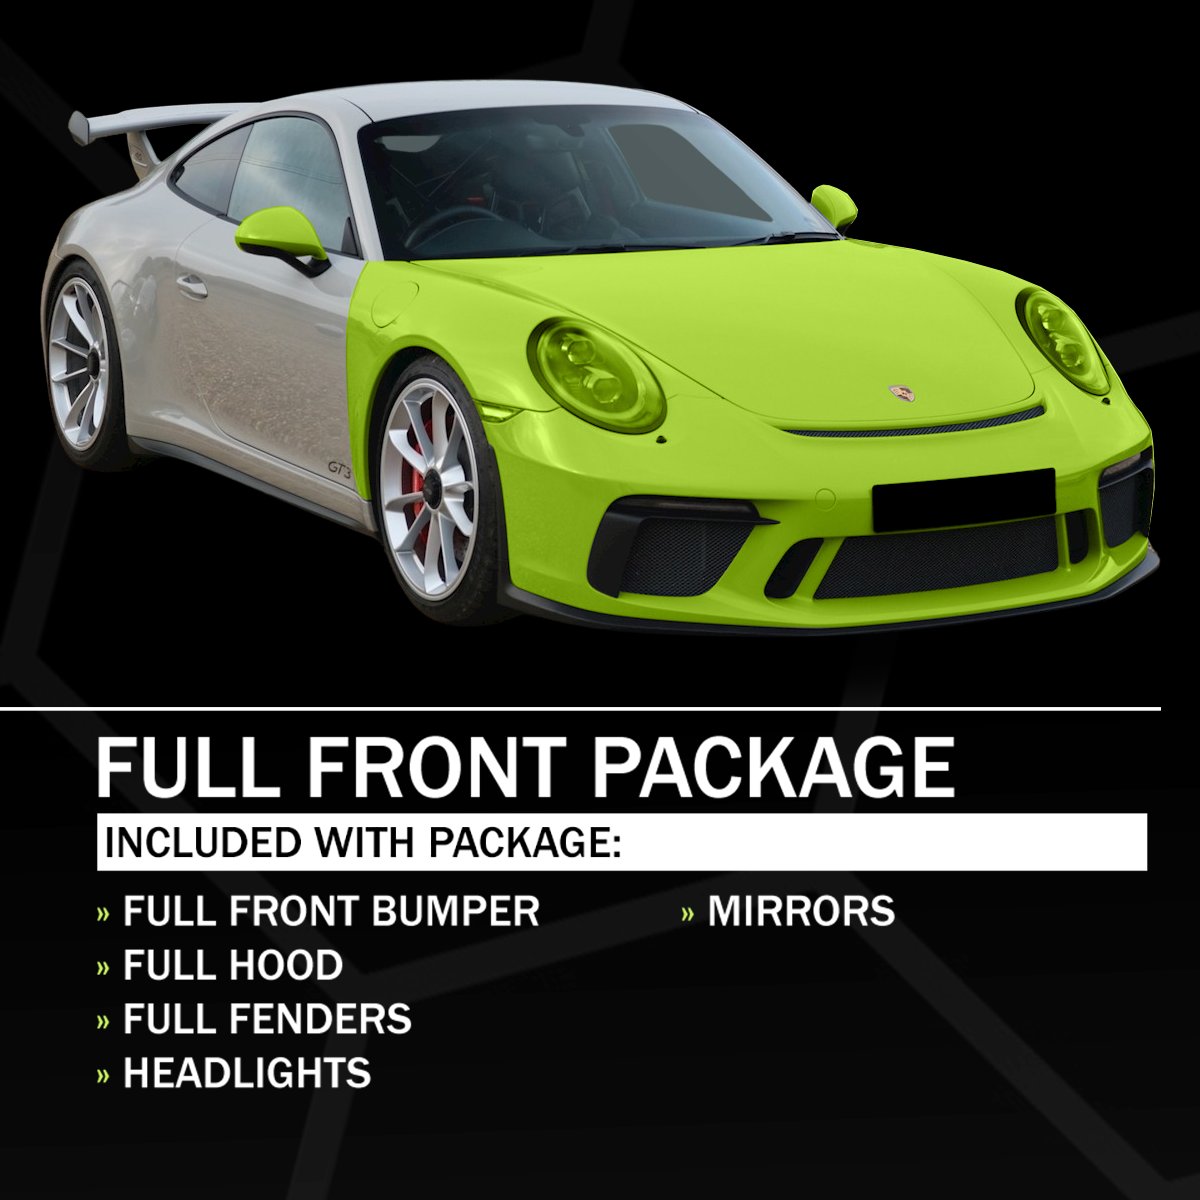 GT3
FULL FRONT PACKAGE
INCLUDED WITH PACKAGE:
» FULL FRONT BUMPER
» FULL HOOD
» FULL FENDERS
» HEADLIGHTS
» MIRRORS